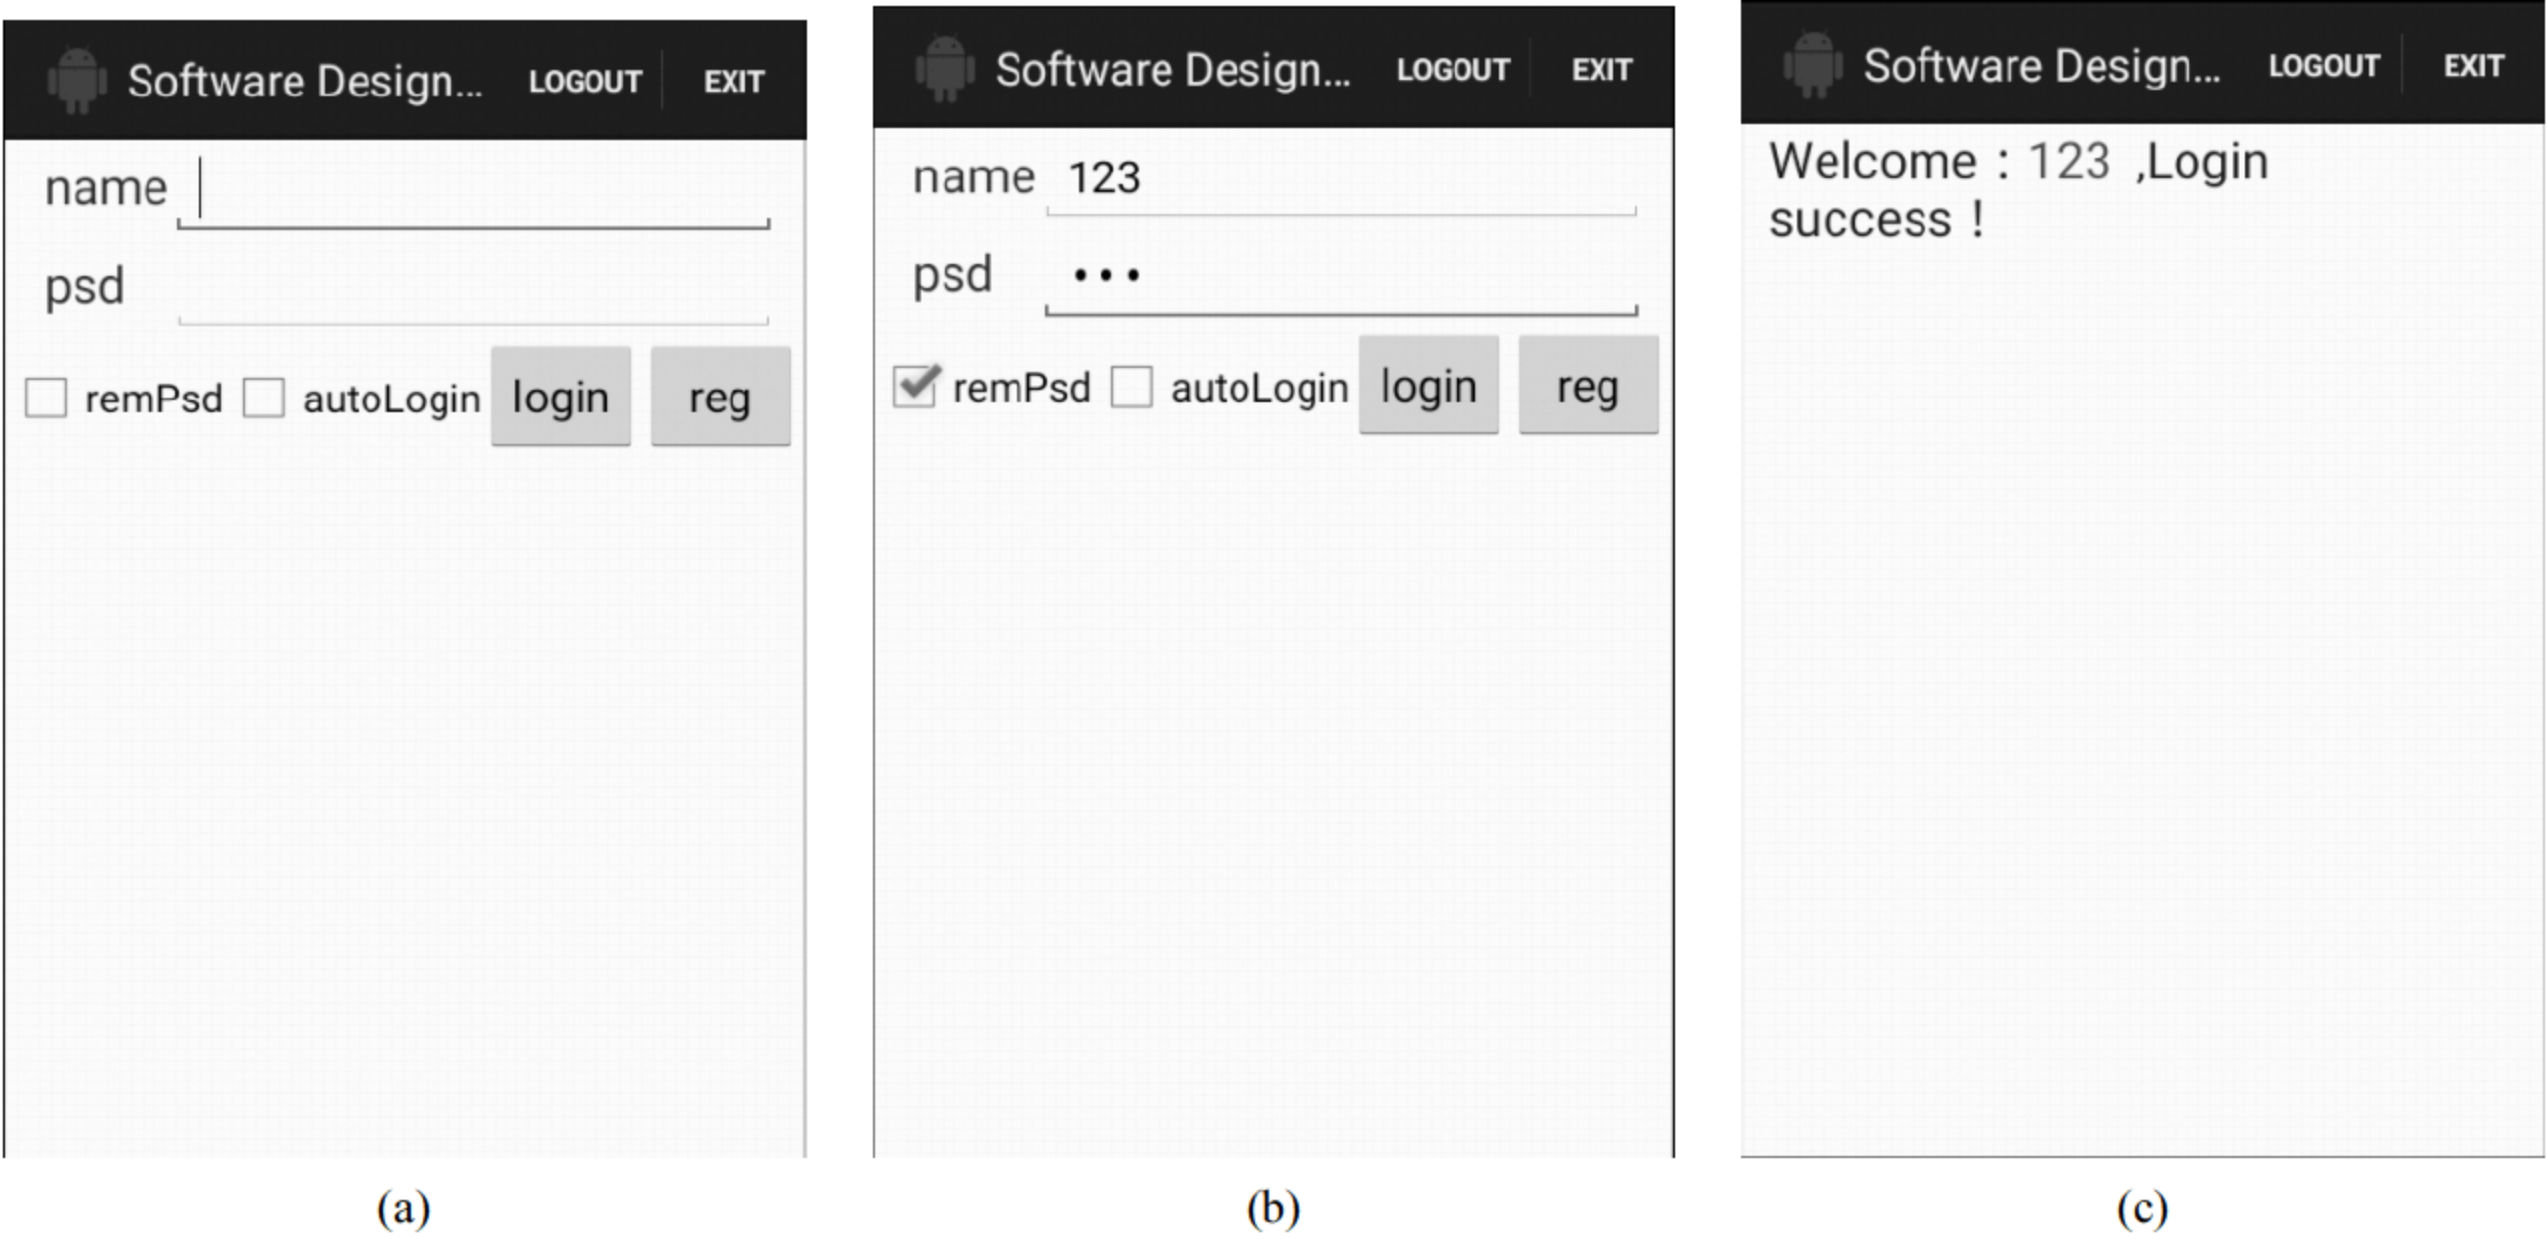 Software Design... LOGOUT EXIT
name
psd
remPsd autoLogin login reg
(a)
Software Design... LOGOUT EXIT
name 123
psd •••
remPsd autoLogin login reg
(b)
Software Design... LOGOUT EXIT
Welcome : 123 ,Login
success !
(c)